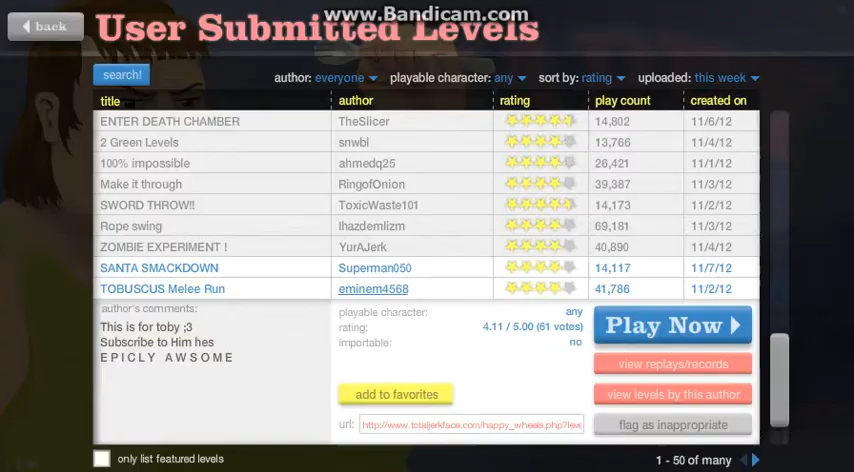 www.Bandicam.com
back
User Submitted Levels
search!
author: everyone playable character: any sort by: rating uploaded: this week
title author rating play count created on
ENTER DEATH CHAMBER TheSlicer 14,802 11/6/12
2 Green Levels snwbl 13,766 11/4/12
100% impossible ahmedq25 26,421 11/1/12
Make it through RingofOnion 39,387 11/3/12
SWORD THROW!! ToxicWaste101 14,173 11/2/12
Rope swing Ihazdemlizm 69,181 11/3/12
ZOMBIE EXPERIMENT ! YurAJerk 40,890 11/4/12
SANTA SMACKDOWN Superman050 14,117 11/7/12
TOBUSCUS Melee Run eminem4568 41,786 11/2/12
author's comments:
This is for toby ;3
Subscribe to Him hes
E P I C L Y A W S O M E
playable character: any
rating: 4.11 / 5.00 (61 votes)
importable: no
add to favorites
url: http://www.totaljerkface.com/happy_wheels.php?leve
Play Now
view replays/records
view levels by this author
flag as inappropriate
only list featured levels
1 - 50 of many